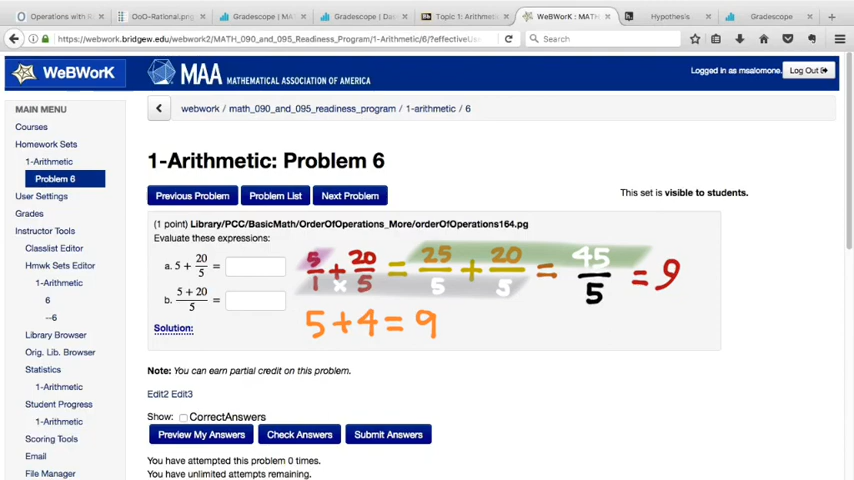 Operations with R
OoO-Rational.png
Gradescope | MA
Gradescope | Da
Topic 1: Arithmetic
WeBWorK : MATH
Hypothesis
Gradescope
https://webwork.bridgew.edu/webwork2/MATH_090_and_095_Readiness_Program/1-Arithmetic/6/?effectiveUse
Search
WeBWorK
MAA MATHEMATICAL ASSOCIATION OF AMERICA
Logged in as msalomone.
Log Out
MAIN MENU
Courses
Homework Sets
1-Arithmetic
Problem 6
User Settings
Grades
Instructor Tools
Classlist Editor
Hmwk Sets Editor
1-Arithmetic
6
--6
Library Browser
Orig. Lib. Browser
Statistics
1-Arithmetic
Student Progress
1-Arithmetic
Scoring Tools
Email
File Manager
webwork / math_090_and_095_readiness_program / 1-arithmetic / 6
1-Arithmetic: Problem 6
Previous Problem Problem List Next Problem
This set is visible to students.
(1 point) Library/PCC/BasicMath/OrderOfOperations_More/orderOfOperations164.pg
Evaluate these expressions:
a. 5 + 20/5 =
5/1 + 20/5 = 25/5 + 20/5 = 45/5 = 9
×
b. (5 + 20)/5 =
5+4=9
Solution:
Note: You can earn partial credit on this problem.
Edit2 Edit3
Show: CorrectAnswers
Preview My Answers Check Answers Submit Answers
You have attempted this problem 0 times.
You have unlimited attempts remaining.